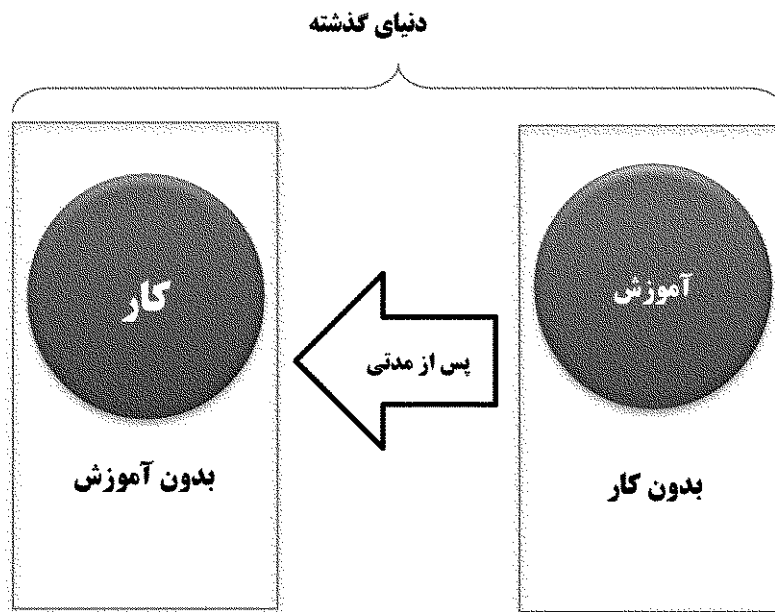 دنیای گذشته
آموزش
بدون کار
پس از مدتی
کار
بدون آموزش